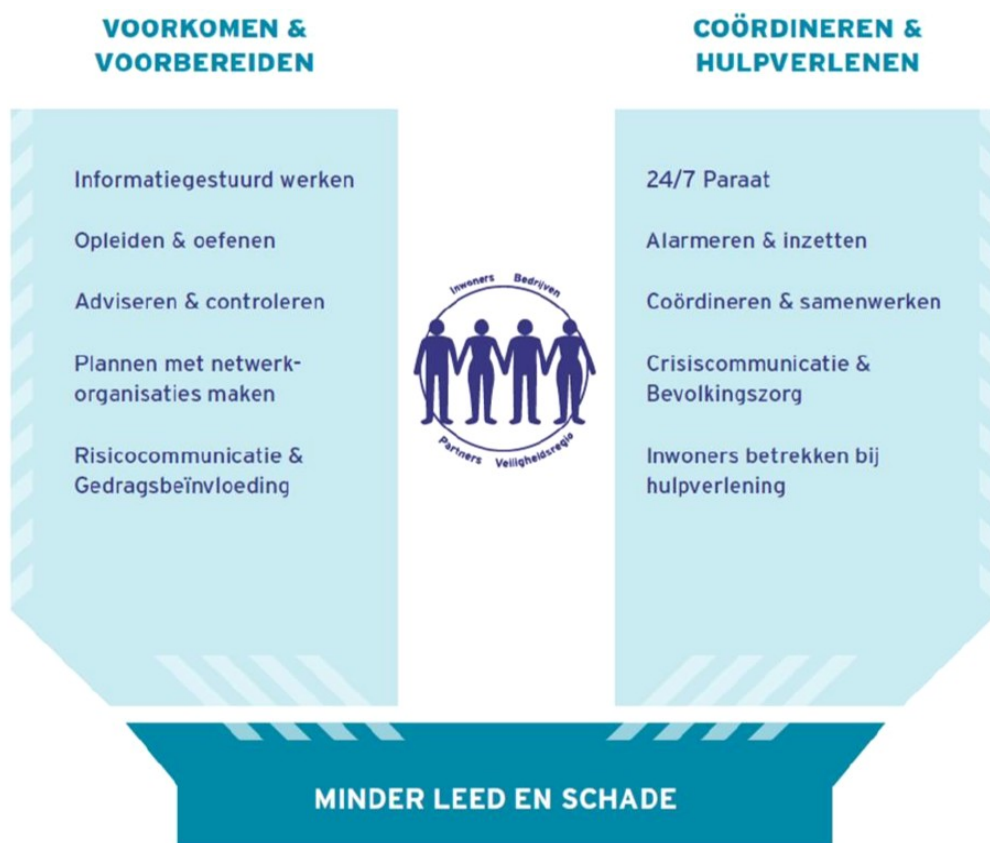 VOORKOMEN &
VOORBEREIDEN
Informatiegestuurd werken
Opleiden & oefenen
Adviseren & controleren
Plannen met netwerk-
organisaties maken
Risicocommunicatie &
Gedragsbeïnvloeding
Inwoners Bedrijven
Partners Veiligheidsregio
COÖRDINEREN &
HULPVERLENEN
24/7 Paraat
Alarmeren & inzetten
Coördineren & samenwerken
Crisiscommunicatie &
Bevolkingszorg
Inwoners betrekken bij
hulpverlening
MINDER LEED EN SCHADE